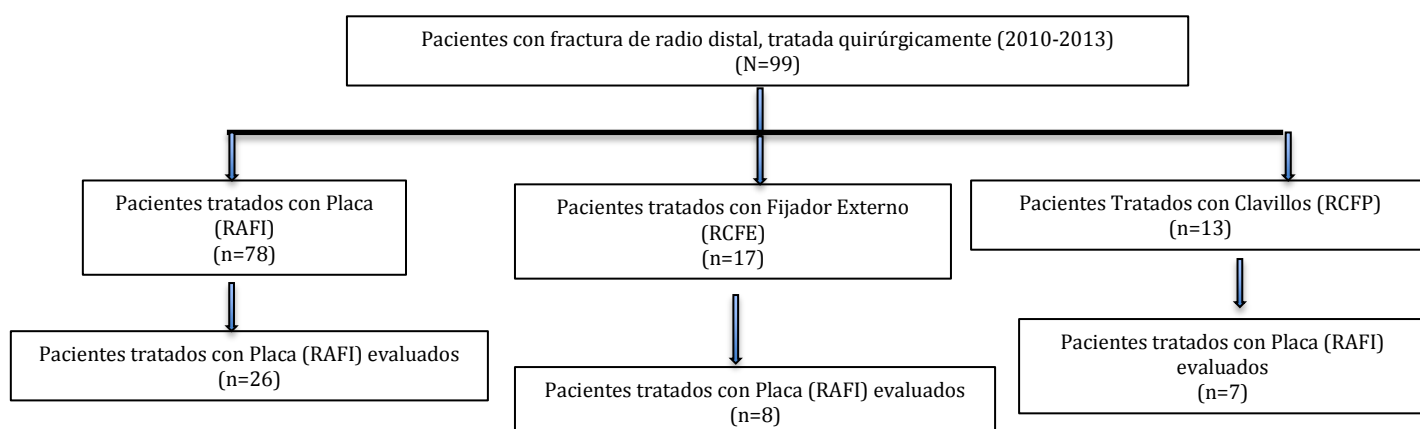 Pacientes con fractura de radio distal, tratada quirúrgicamente (2010-2013)
(N=99)
Pacientes tratados con Placa
(RAFI)
(n=78)
Pacientes tratados con Fijador Externo
(RCFE)
(n=17)
Pacientes Tratados con Clavillos (RCFP)
(n=13)
Pacientes tratados con Placa (RAFI) evaluados
(n=26)
Pacientes tratados con Placa (RAFI) evaluados
(n=8)
Pacientes tratados con Placa (RAFI)
evaluados
(n=7)